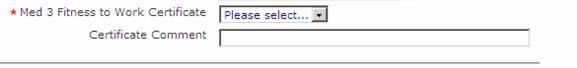 * Med 3 Fitness to Work Certificate Please select...
Certificate Comment